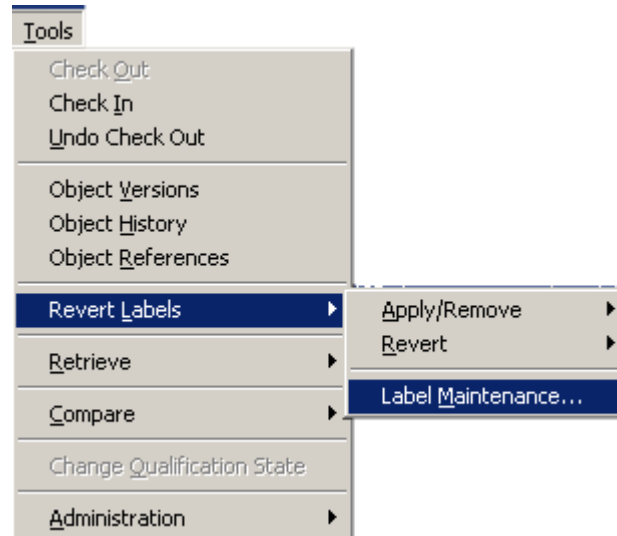 Tools
Check Out
Check In
Undo Check Out
Object Versions
Object History
Object References
Revert Labels
Retrieve
Compare
Change Qualification State
Administration
Apply/Remove
Revert
Label Maintenance...